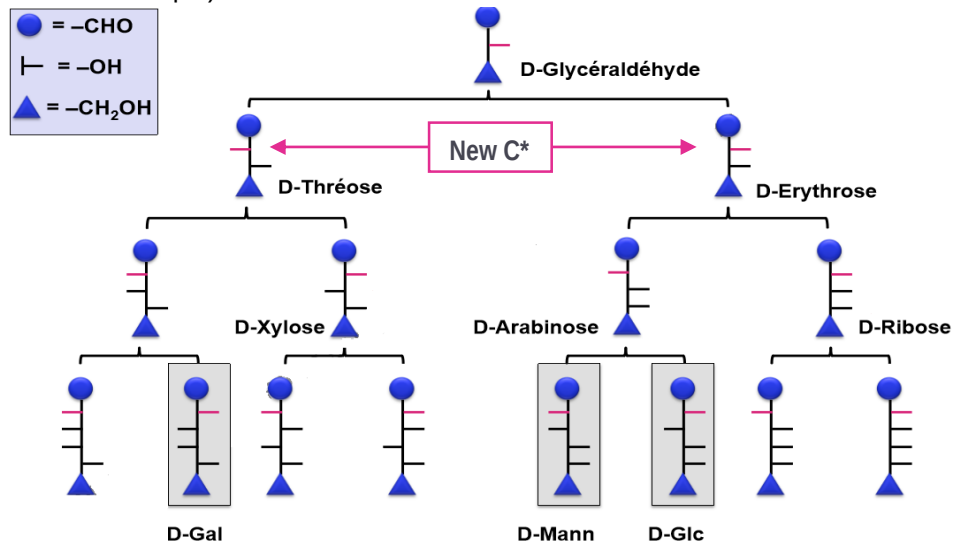 = –CHO
= –OH
= –CH₂OH
D-Glycéraldéhyde
New C*
D-Thréose
D-Erythrose
D-Xylose
D-Arabinose
D-Ribose
D-Gal
D-Mann
D-Glc